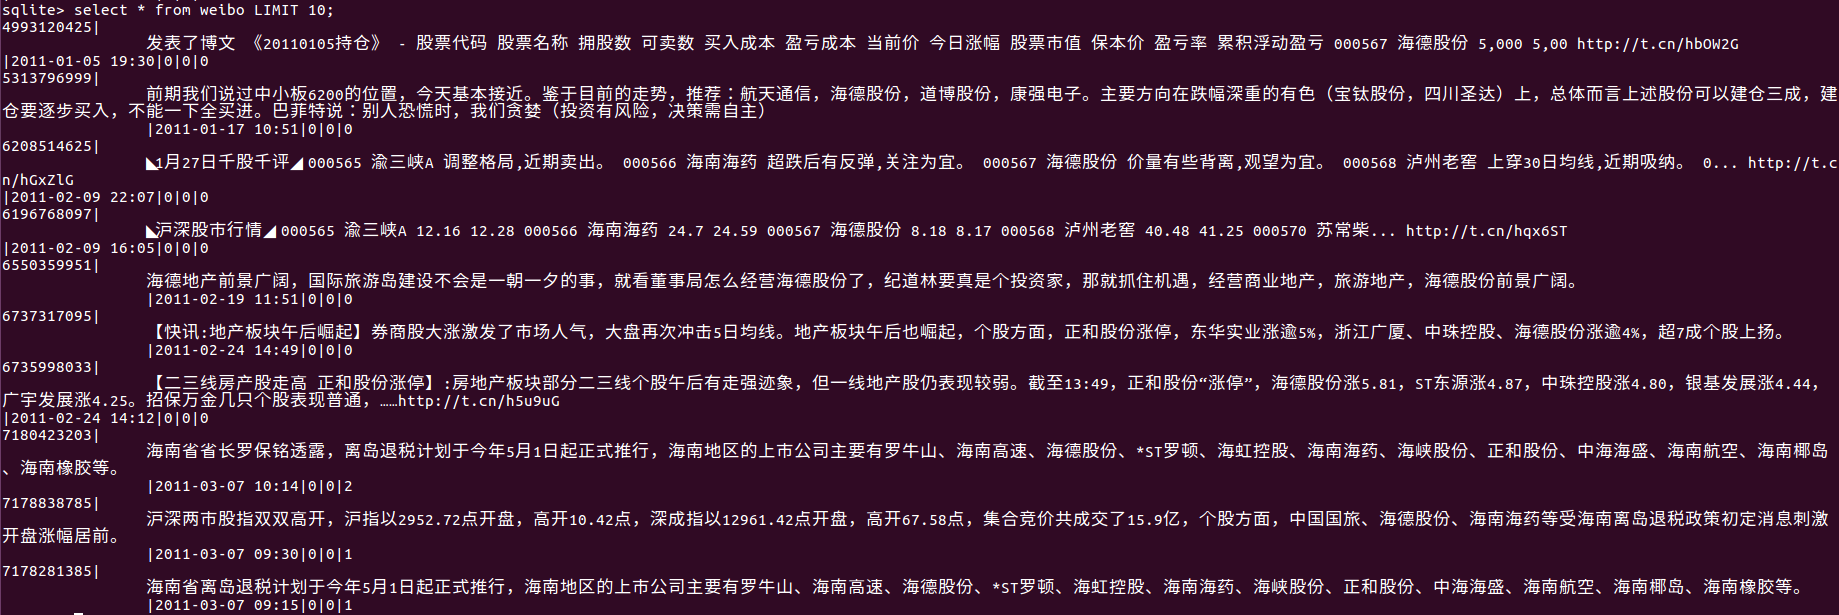 sqlite> select * from weibo LIMIT 10;
4993120425|
发表了博文 《20110105持仓》 - 股票代码 股票名称 拥股数 可卖数 买入成本 盈亏成本 当前价 今日涨幅 股票市值 保本价 盈亏率 累积浮动盈亏 000567 海德股份 5,000 5,00 http://t.cn/hbOW2G
|2011-01-05 19:30|0|0|0
5313796999|
前期我们说过中小板6200的位置，今天基本接近。鉴于目前的走势，推荐：航天通信，海德股份，道博股份，康强电子。主要方向在跌幅深重的有色（宝钛股份，四川圣达）上，总体而言上述股份可以建仓三成，建
仓要逐步买入，不能一下全买进。巴菲特说：别人恐慌时，我们贪婪（投资有风险，决策需自主）
|2011-01-17 10:51|0|0|0
6208514625|
◣1月27日千股千评◢ 000565 渝三峡A 调整格局,近期卖出。 000566 海南海药 超跌后有反弹,关注为宜。 000567 海德股份 价量有些背离,观望为宜。 000568 泸州老窖 上穿30日均线,近期吸纳。 0... http://t.c
n/hGxZlG
|2011-02-09 22:07|0|0|0
6196768097|
◣沪深股市行情◢ 000565 渝三峡A 12.16 12.28 000566 海南海药 24.7 24.59 000567 海德股份 8.18 8.17 000568 泸州老窖 40.48 41.25 000570 苏常柴... http://t.cn/hqx6ST
|2011-02-09 16:05|0|0|0
6550359951|
海德地产前景广阔，国际旅游岛建设不会是一朝一夕的事，就看董事局怎么经营海德股份了，纪道林要真是个投资家，那就抓住机遇，经营商业地产，旅游地产，海德股份前景广阔。
|2011-02-19 11:51|0|0|0
6737317095|
【快讯:地产板块午后崛起】券商股大涨激发了市场人气，大盘再次冲击5日均线。地产板块午后也崛起，个股方面，正和股份涨停，东华实业涨逾5%，浙江广厦、中珠控股、海德股份涨逾4%，超7成个股上扬。
|2011-02-24 14:49|0|0|0
6735998033|
【二三线房产股走高 正和股份涨停】:房地产板块部分二三线个股午后有走强迹象，但一线地产股仍表现较弱。截至13:49，正和股份“涨停”，海德股份涨5.81，ST东源涨4.87，中珠控股涨4.80，银基发展涨4.44，
广宇发展涨4.25。招保万金几只个股表现普通，……http://t.cn/h5u9uG
|2011-02-24 14:12|0|0|0
7180423203|
海南省省长罗保铭透露，离岛退税计划于今年5月1日起正式推行，海南地区的上市公司主要有罗牛山、海南高速、海德股份、*ST罗顿、海虹控股、海南海药、海峡股份、正和股份、中海海盛、海南航空、海南椰岛
、海南橡胶等。
|2011-03-07 10:14|0|0|2
7178838785|
沪深两市股指双双高开，沪指以2952.72点开盘，高开10.42点，深成指以12961.42点开盘，高开67.58点，集合竞价共成交了15.9亿，个股方面，中国国旅、海德股份、海南海药等受海南离岛退税政策初定消息刺激
开盘涨幅居前。
|2011-03-07 09:30|0|0|1
7178281385|
海南省离岛退税计划于今年5月1日起正式推行，海南地区的上市公司主要有罗牛山、海南高速、海德股份、*ST罗顿、海虹控股、海南海药、海峡股份、正和股份、中海海盛、海南航空、海南椰岛、海南橡胶等。
|2011-03-07 09:15|0|0|1